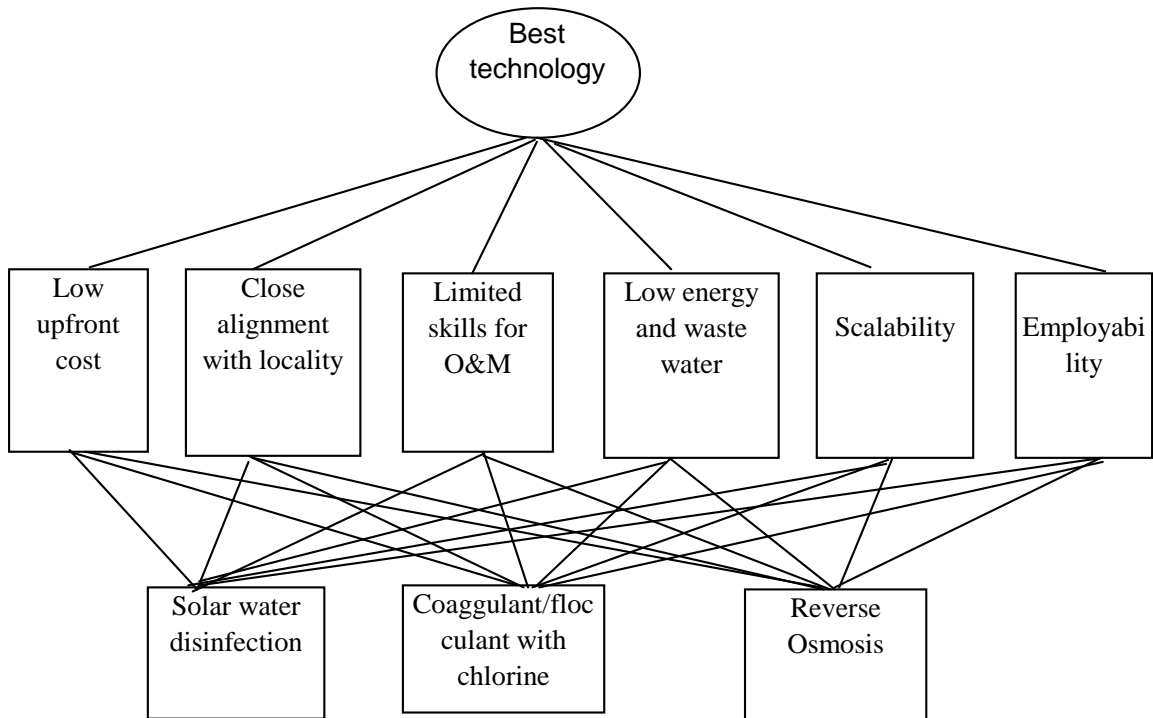 Best
technology
Low
upfront
cost
Close
alignment
with locality
Limited
skills for
O&M
Low energy
and waste
water
Scalability
Employabi
lity
Solar water
disinfection
Coaggulant/floc
culant with
chlorine
Reverse
Osmosis